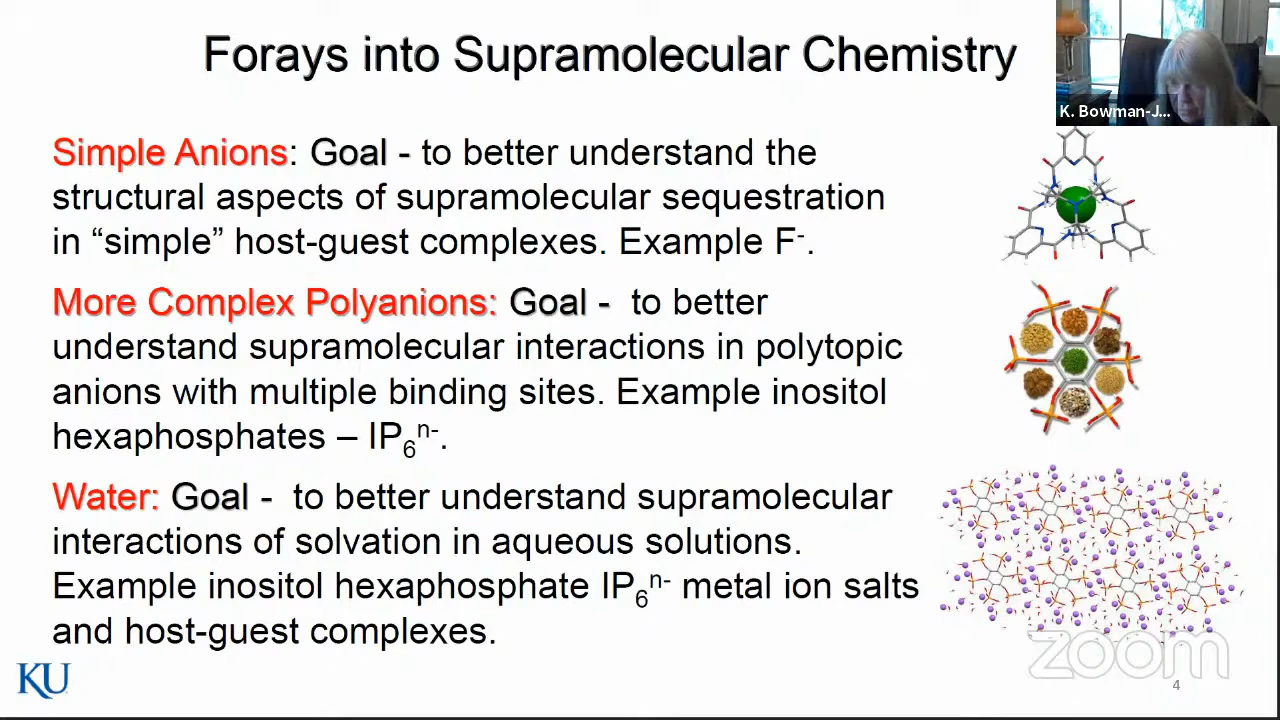 Forays into Supramolecular Chemistry
K. Bowman-J...
Simple Anions: Goal - to better understand the
structural aspects of supramolecular sequestration
in “simple” host-guest complexes. Example F-.
More Complex Polyanions: Goal - to better
understand supramolecular interactions in polytopic
anions with multiple binding sites. Example inositol
hexaphosphates – IP6n-.
Water: Goal - to better understand supramolecular
interactions of solvation in aqueous solutions.
Example inositol hexaphosphate IP6n- metal ion salts
and host-guest complexes.
KU
zoom
4